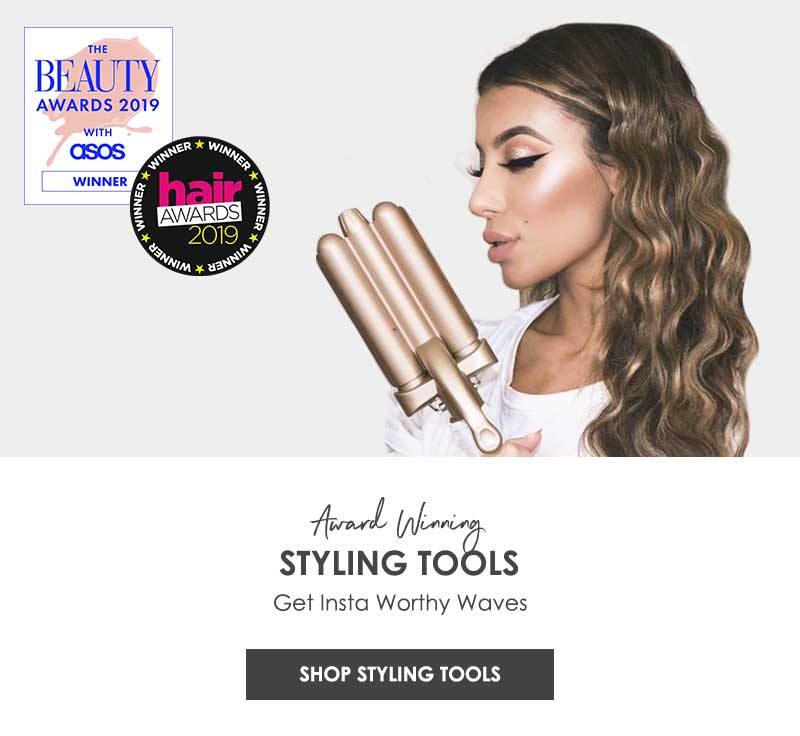 THE
BEAUTY
AWARDS 2019
WITH
asos
WINNER
WINNER ★ WINNER ★ WINNER ★ WINNER ★ WINNER ★ WINNER ★
hair
AWARDS
2019
Award Winning
STYLING TOOLS
Get Insta Worthy Waves
SHOP STYLING TOOLS